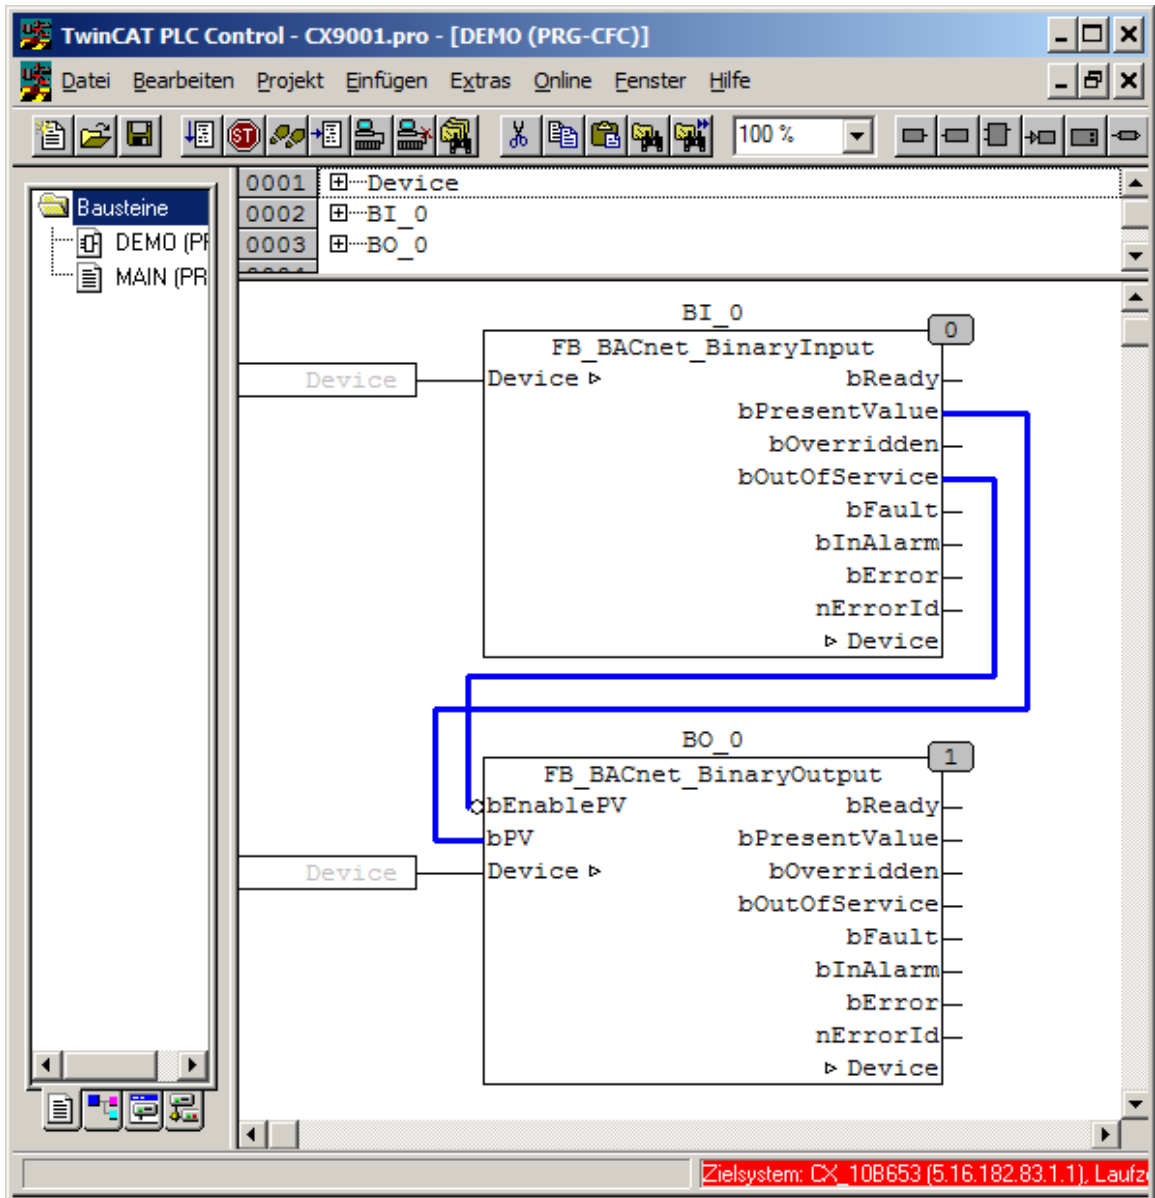 TwinCAT PLC Control - CX9001.pro - [DEMO (PRG-CFC)]
Datei Bearbeiten Projekt Einfügen Extras Online Fenster Hilfe
ST 100 %
Bausteine
DEMO (PR
MAIN (PR
0001 Device
0002 BI_0
0003 BO_0
0004
BI_0
0
FB_BACnet_BinaryInput
Device Device bReady
bPresentValue
bOverridden
bOutOfService
bFault
bInAlarm
bError
nErrorId
Device
BO_0
1
FB_BACnet_BinaryOutput
bEnablePV bReady
bPV bPresentValue
Device Device bOverridden
bOutOfService
bFault
bInAlarm
bError
nErrorId
Device
Zielsystem: CX_10B653 (5.16.182.83.1.1), Laufz